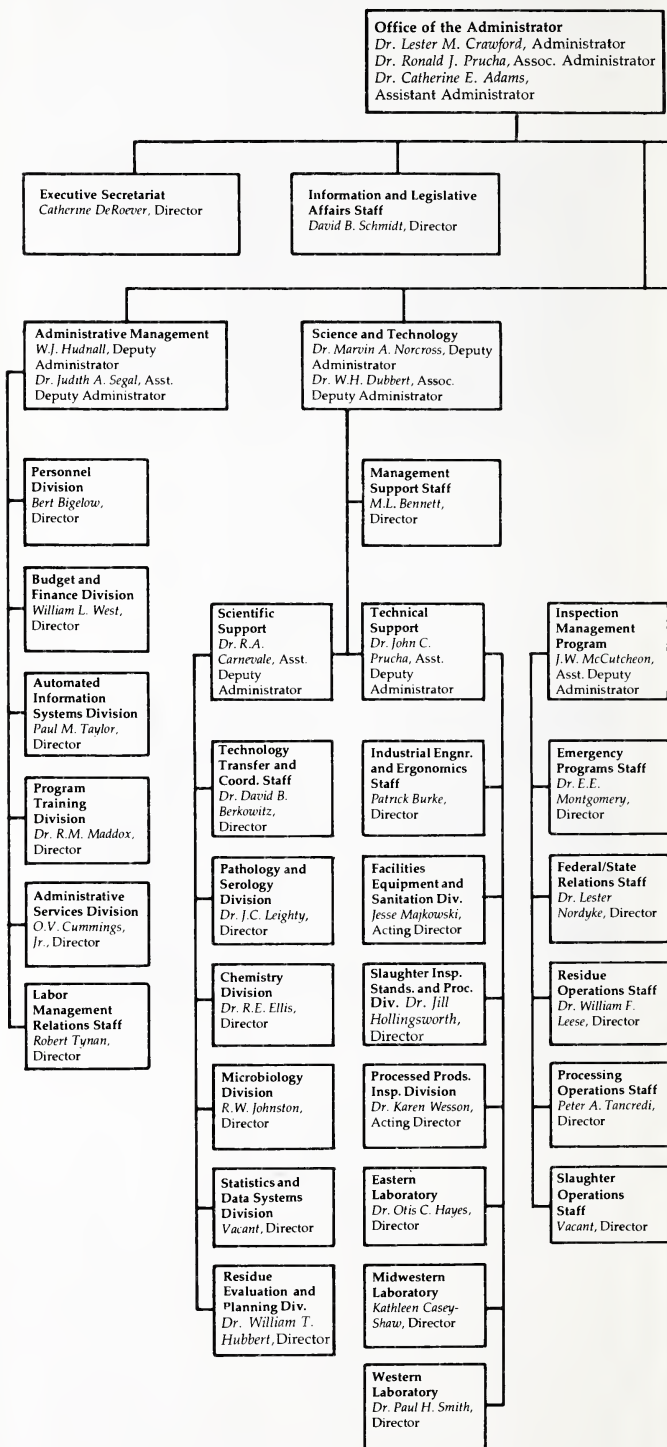 Office of the Administrator
Dr. Lester M. Crawford, Administrator
Dr. Ronald J. Prucha, Assoc. Administrator
Dr. Catherine E. Adams,
Assistant Administrator
Executive Secretariat
Catherine DeRoever, Director
Information and Legislative
Affairs Staff
David B. Schmidt, Director
Administrative Management
W.J. Hudnall, Deputy
Administrator
Dr. Judith A. Segal, Asst.
Deputy Administrator
Science and Technology
Dr. Marvin A. Norcross, Deputy
Administrator
Dr. W.H. Dubbert, Assoc.
Deputy Administrator
Personnel
Division
Bert Bigelow,
Director
Budget and
Finance Division
William L. West,
Director
Automated
Information
Systems Division
Paul M. Taylor,
Director
Program
Training
Division
Dr. R.M. Maddox,
Director
Administrative
Services Division
O.V. Cummings,
Jr., Director
Labor
Management
Relations Staff
Robert Tynan,
Director
Management
Support Staff
M.L. Bennett,
Director
Scientific
Support
Dr. R.A.
Carnevale, Asst.
Deputy
Administrator
Technology
Transfer and
Coord. Staff
Dr. David B.
Berkowitz,
Director
Pathology and
Serology
Division
Dr. J.C. Leighty,
Director
Chemistry
Division
Dr. R.E. Ellis,
Director
Microbiology
Division
R.W. Johnston,
Director
Statistics and
Data Systems
Division
Vacant, Director
Residue
Evaluation and
Planning Div.
Dr. William T.
Hubbert, Director
Technical
Support
Dr. John C.
Prucha, Asst.
Deputy
Administrator
Industrial Engnr.
and Ergonomics
Staff
Patrick Burke,
Director
Facilities
Equipment and
Sanitation Div.
Jesse Majkowski,
Acting Director
Slaughter Insp.
Stands. and Proc.
Div. Dr. Jill
Hollingsworth,
Director
Processed Prods.
Insp. Division
Dr. Karen Wesson,
Acting Director
Eastern
Laboratory
Dr. Otis C. Hayes,
Director
Midwestern
Laboratory
Kathleen Casey-
Shaw, Director
Western
Laboratory
Dr. Paul H. Smith,
Director
Inspection
Management
Program
J.W. McCutcheon,
Asst. Deputy
Administrator
Emergency
Programs Staff
Dr. E.E.
Montgomery,
Director
Federal/State
Relations Staff
Dr. Lester
Nordyke, Director
Residue
Operations Staff
Dr. William F.
Leese, Director
Processing
Operations Staff
Peter A. Tancredi,
Director
Slaughter
Operations
Staff
Vacant, Director